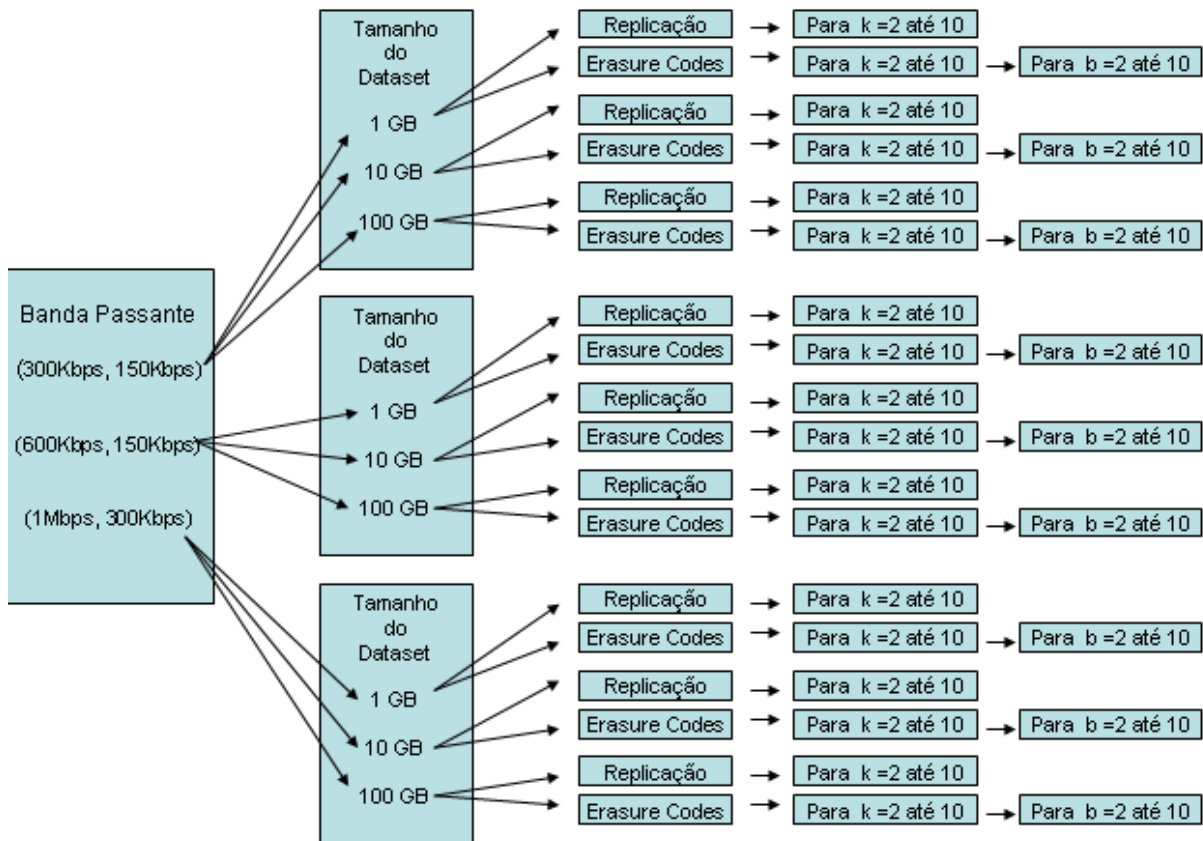 Banda Passante
(300Kbps, 150Kbps)
(600Kbps, 150Kbps)
(1Mbps, 300Kbps)
Tamanho
do
Dataset
1 GB
10 GB
100 GB
Replicação
Para k =2 até 10
Erasure Codes
Para k =2 até 10
Para b =2 até 10
Replicação
Para k =2 até 10
Erasure Codes
Para k =2 até 10
Para b =2 até 10
Replicação
Para k =2 até 10
Erasure Codes
Para k =2 até 10
Para b =2 até 10
Tamanho
do
Dataset
1 GB
10 GB
100 GB
Replicação
Para k =2 até 10
Erasure Codes
Para k =2 até 10
Para b =2 até 10
Replicação
Para k =2 até 10
Erasure Codes
Para k =2 até 10
Para b =2 até 10
Replicação
Para k =2 até 10
Erasure Codes
Para k =2 até 10
Para b =2 até 10
Tamanho
do
Dataset
1 GB
10 GB
100 GB
Replicação
Para k =2 até 10
Erasure Codes
Para k =2 até 10
Para b =2 até 10
Replicação
Para k =2 até 10
Erasure Codes
Para k =2 até 10
Para b =2 até 10
Replicação
Para k =2 até 10
Erasure Codes
Para k =2 até 10
Para b =2 até 10